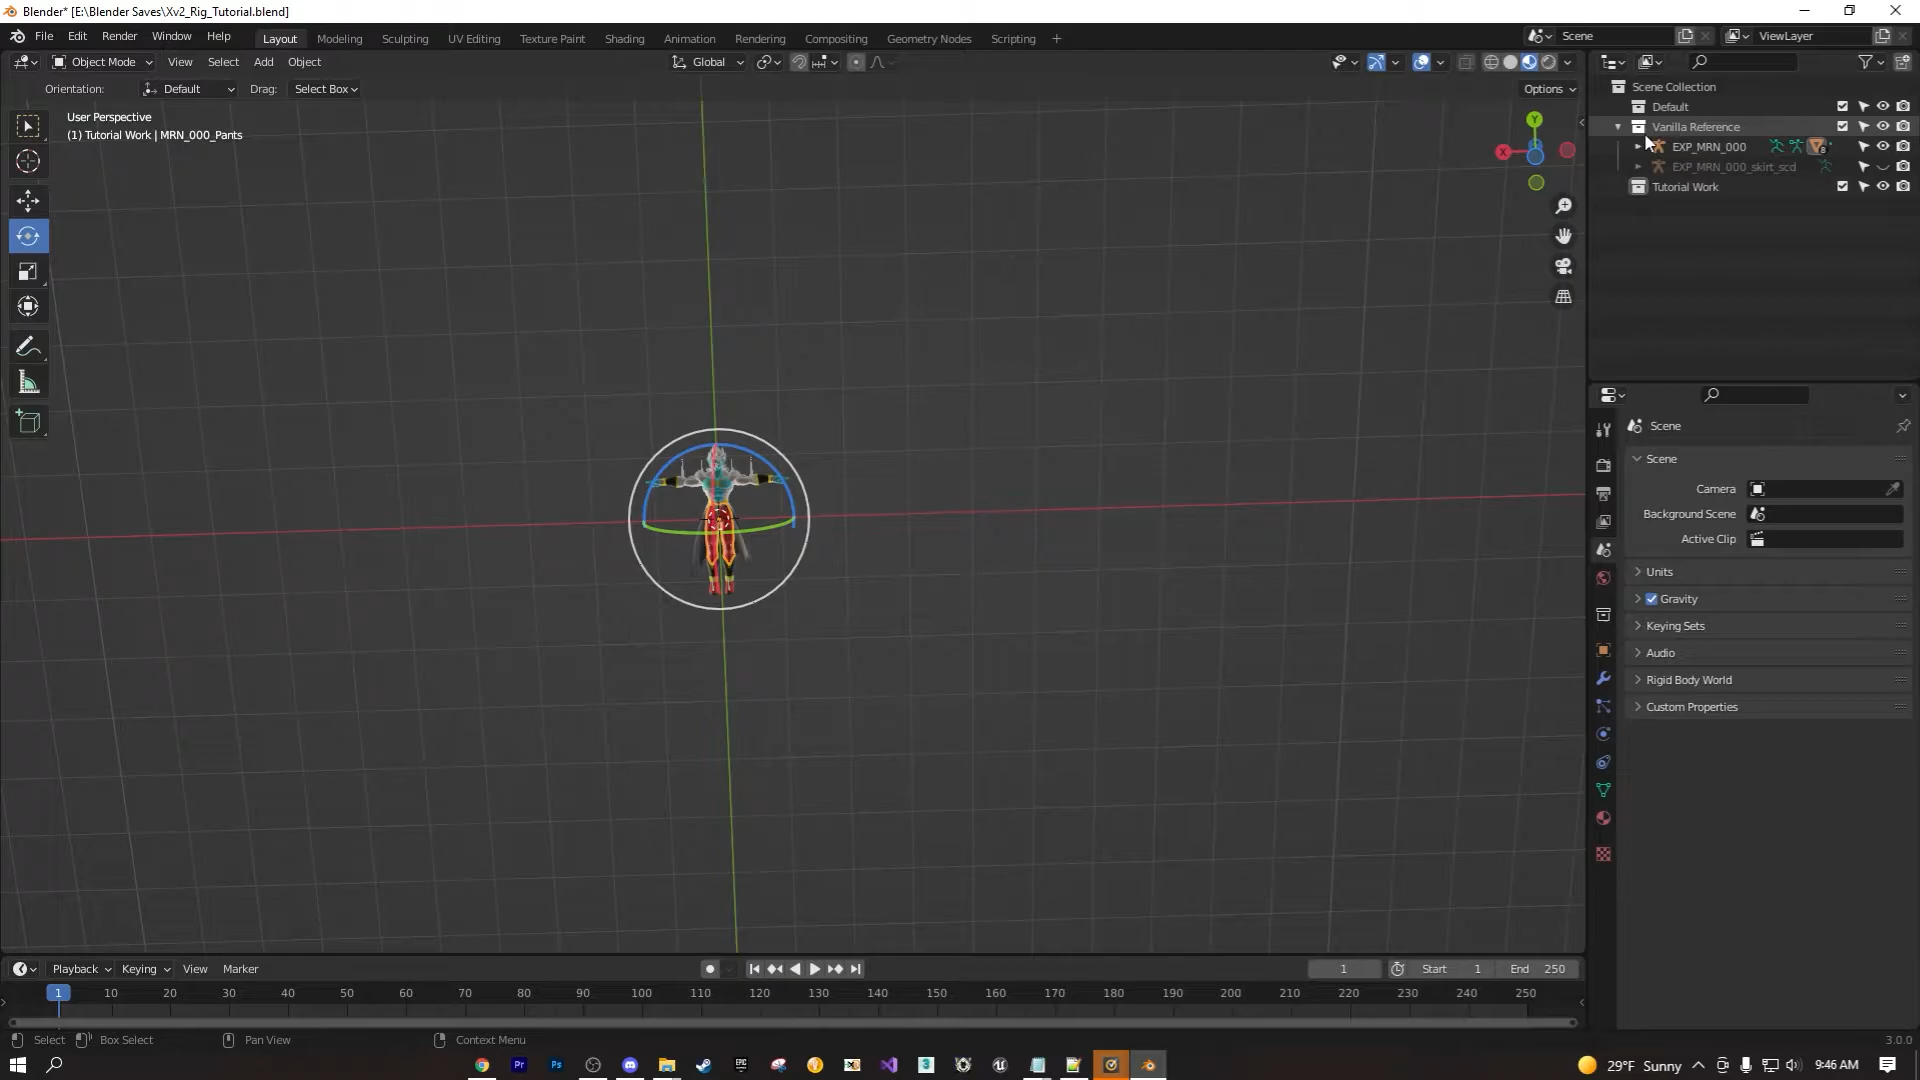 Blender* [E:\Blender Saves\Xv2_Rig_Tutorial.blend]
File Edit Render Window Help Layout Modeling Sculpting UV Editing Texture Paint Shading Animation Rendering Compositing Geometry Nodes Scripting + Scene ViewLayer
Object Mode View Select Add Object Global
Orientation: Default Drag: Select Box Options
User Perspective
(1) Tutorial Work | MRN_000_Pants
Y
X
Scene Collection
Default
Vanilla Reference
EXP_MRN_000 8
EXP_MRN_000_skirt_scd
Tutorial Work
Scene
Scene
Camera
Background Scene
Active Clip
Units
Gravity
Keying Sets
Audio
Rigid Body World
Custom Properties
Playback Keying View Marker 1 Start 1 End 250
1 10 20 30 40 50 60 70 80 90 100 110 120 130 140 150 160 170 180 190 200 210 220 230 240 250
Select Box Select Pan View Context Menu 3.0.0
Pr Ps EPIC 3 29°F Sunny 9:46 AM